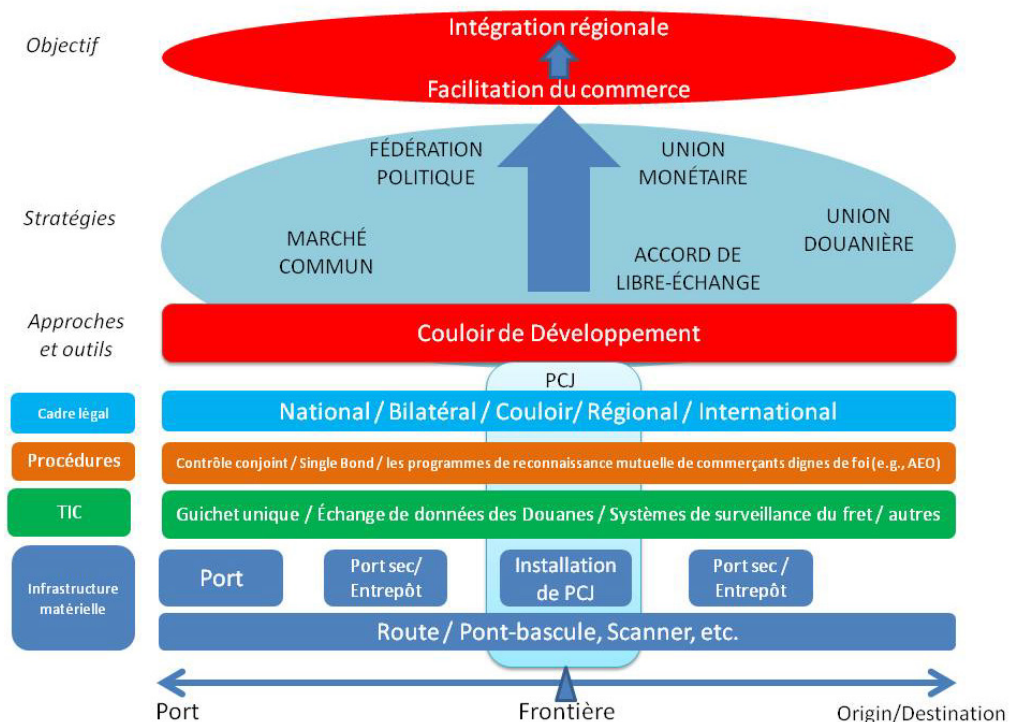 Objectif
Intégration régionale
Facilitation du commerce
Stratégies
FÉDÉRATION
POLITIQUE
UNION
MONÉTAIRE
UNION
DOUANIÈRE
MARCHÉ
COMMUN
ACCORD DE
LIBRE-ÉCHANGE
Approches
et outils
Couloir de Développement
PCJ
Cadre légal
National / Bilatéral / Couloir/ Régional / International
Procédures
Contrôle conjoint / Single Bond / les programmes de reconnaissance mutuelle de commerçants dignes de foi (e.g., AEO)
TIC
Guichet unique / Échange de données des Douanes / Systèmes de surveillance du fret / autres
Infrastructure
matérielle
Port
Port sec/
Entrepôt
Installation
de PCJ
Port sec /
Entrepôt
Route / Pont-bascule, Scanner, etc.
Port
Frontière
Origin/Destination